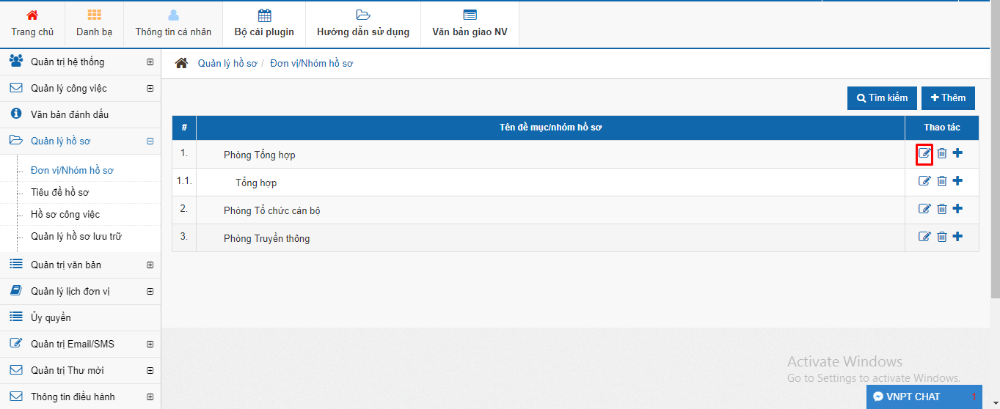 Trang chủ
Danh bạ
Thông tin cá nhân
Bộ cài plugin
Hướng dẫn sử dụng
Văn bản giao NV
Quản trị hệ thống
Quản lý công việc
Văn bản đánh dấu
Quản lý hồ sơ
Đơn vị/Nhóm hồ sơ
Tiêu đề hồ sơ
Hồ sơ công việc
Quản lý hồ sơ lưu trữ
Quản trị văn bản
Quản lý lịch đơn vị
Ủy quyền
Quản trị Email/SMS
Quản trị Thư mời
Thông tin điều hành
Quản lý hồ sơ / Đơn vị/Nhóm hồ sơ
Tìm kiếm
Thêm
# Tên đề mục/nhóm hồ sơ Thao tác
1. Phòng Tổng hợp
1.1. Tổng hợp
2. Phòng Tổ chức cán bộ
3. Phòng Truyền thông
Activate Windows
Go to Settings to activate Windows.
VNPT CHAT 1